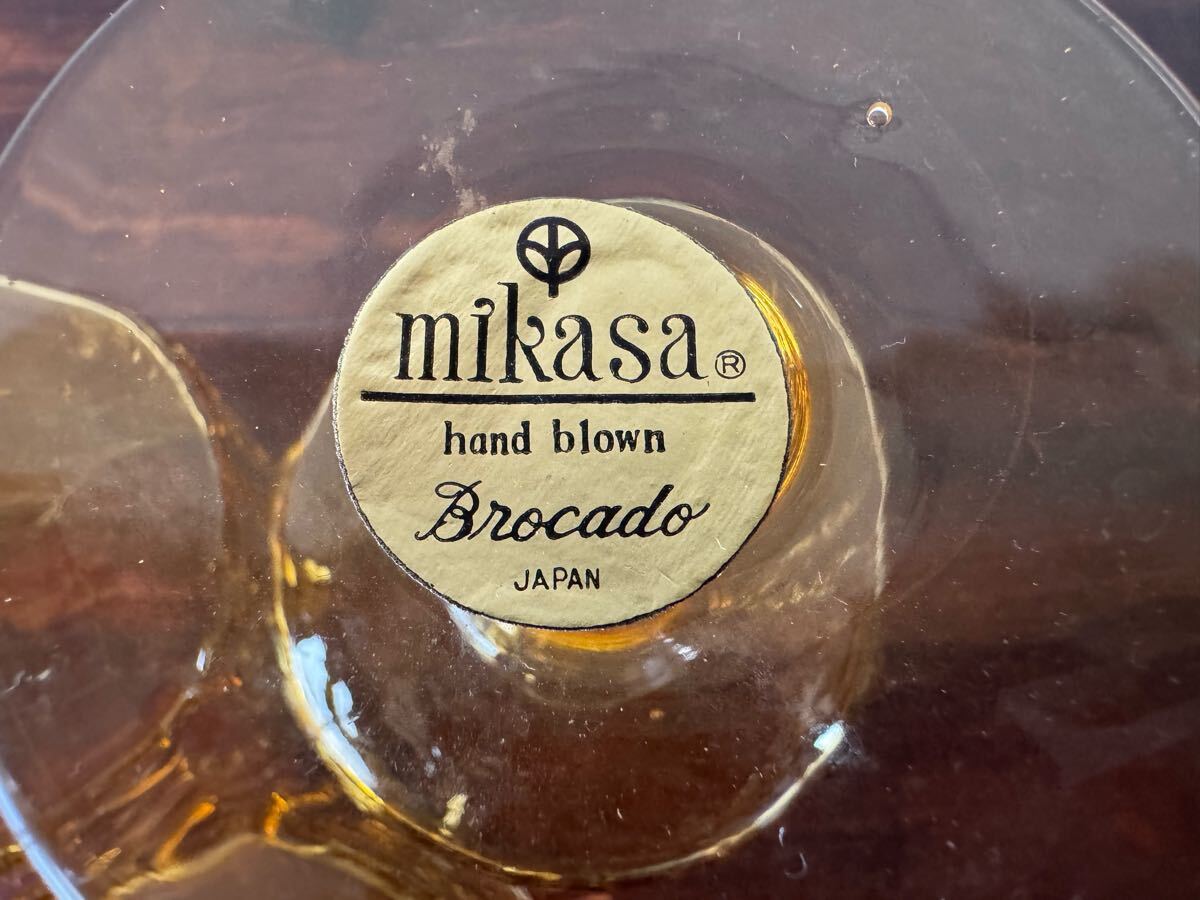 mikasa®
hand blown
Brocado
JAPAN